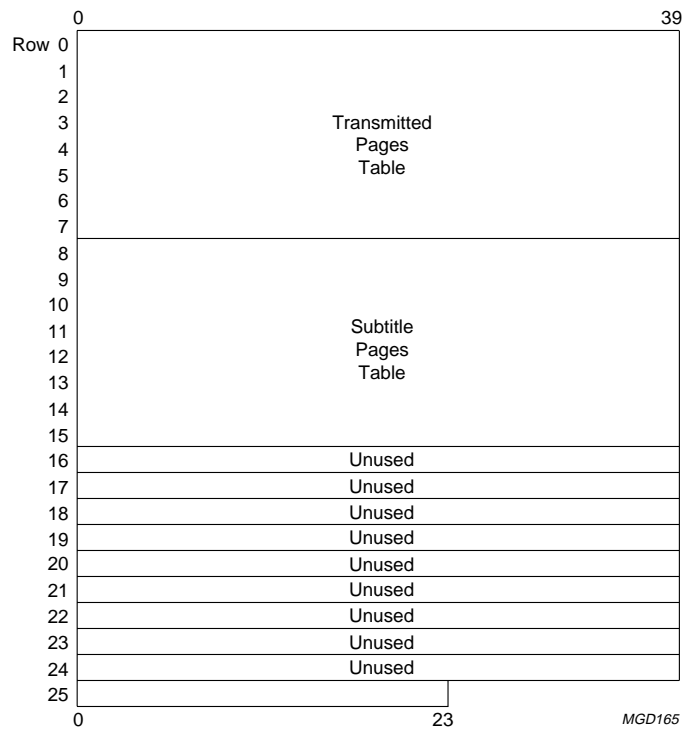 0 39
Row 0
1
2
3 Transmitted
4 Pages
5 Table
6
7
8
9
10
11 Subtitle
12 Pages
13 Table
14
15
16 Unused
17 Unused
18 Unused
19 Unused
20 Unused
21 Unused
22 Unused
23 Unused
24 Unused
25
0 23 MGD165